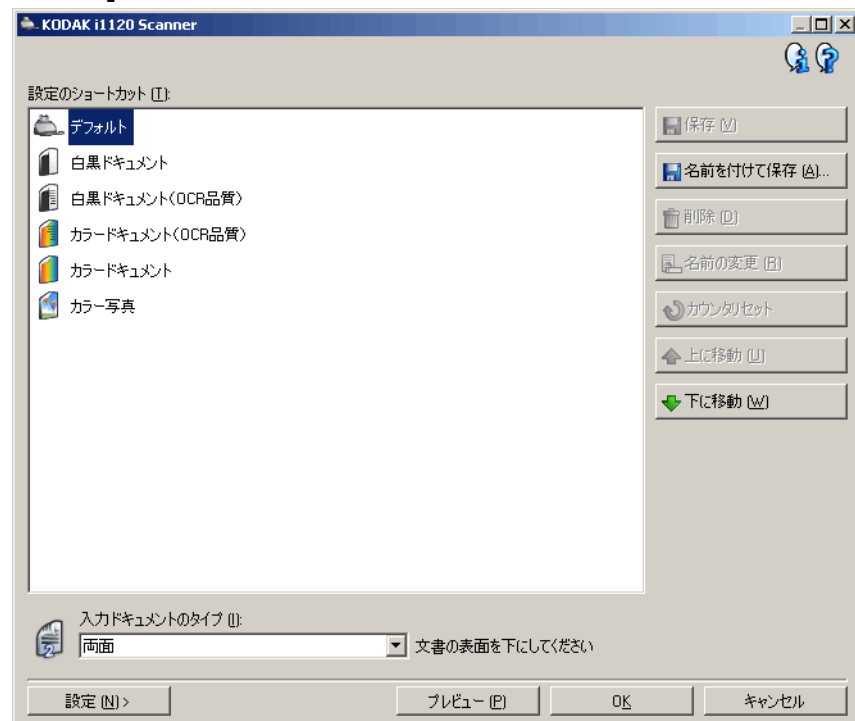 KODAK i1120 Scanner
設定のショートカット (T):
デフォルト
白黒ドキュメント
白黒ドキュメント(OCR品質)
カラードキュメント(OCR品質)
カラードキュメント
カラー写真
保存 (V)
名前を付けて保存 (A)...
削除 (D)
名前の変更 (R)
カウンタリセット
上に移動 (U)
下に移動 (W)
入力ドキュメントのタイプ (I):
両面
文書の表面を下にしてください
設定 (N) >
プレビュー (P)
OK
キャンセル